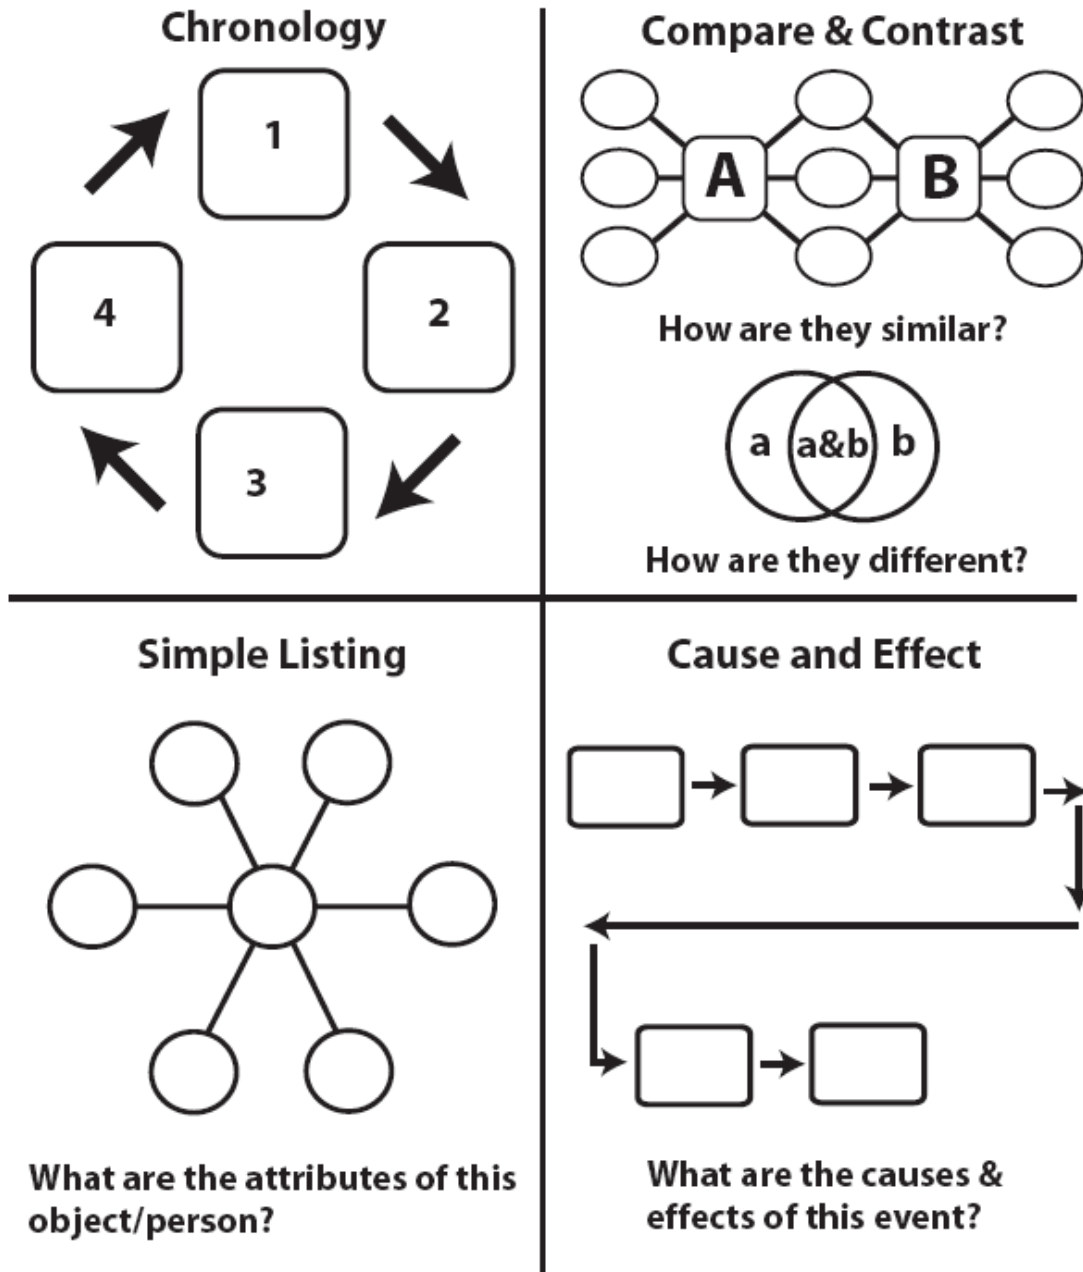 Chronology
1
2
3
4
Compare & Contrast
A
B
How are they similar?
a
a&b
b
How are they different?
Simple Listing
What are the attributes of this
object/person?
Cause and Effect
What are the causes &
effects of this event?